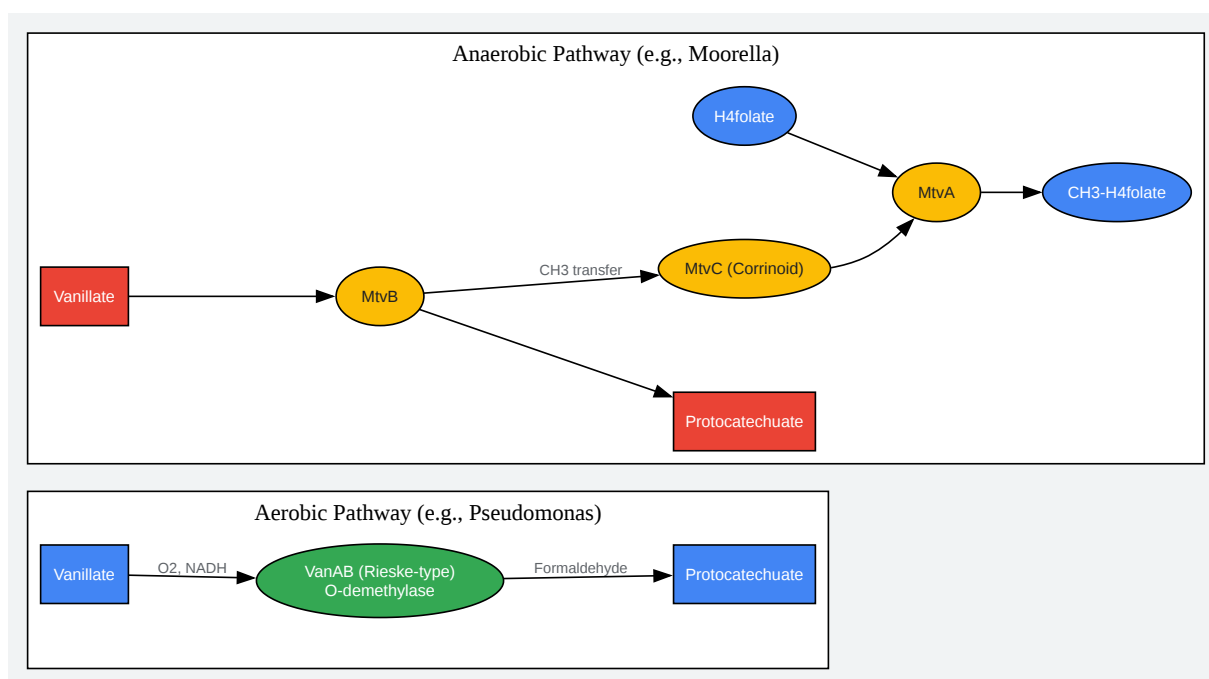 Anaerobic Pathway (e.g., Moorella)
H4folate
MtvA
CH3-H4folate
CH3 transfer
MtvC (Corrinoid)
Vanillate
MtvB
Protocatechuate
Aerobic Pathway (e.g., Pseudomonas)
Vanillate
O2, NADH
VanAB (Rieske-type)
O-demethylase
Formaldehyde
Protocatechuate